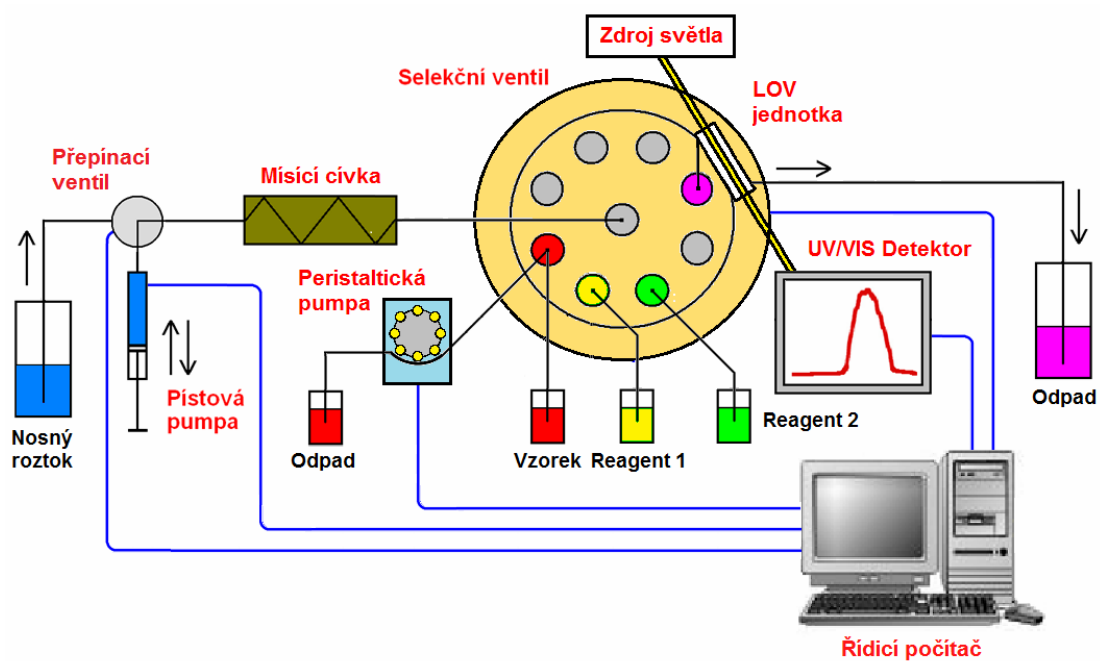 Zdroj světla
Selekční ventil
LOV
jednotka
Přepínací
ventil
Mísící cívka
Peristaltická
pumpa
UV/VIS Detektor
Pístová
pumpa
Nosný
roztok
Odpad
Vzorek
Reagent 1
Reagent 2
Odpad
Řídicí počítač